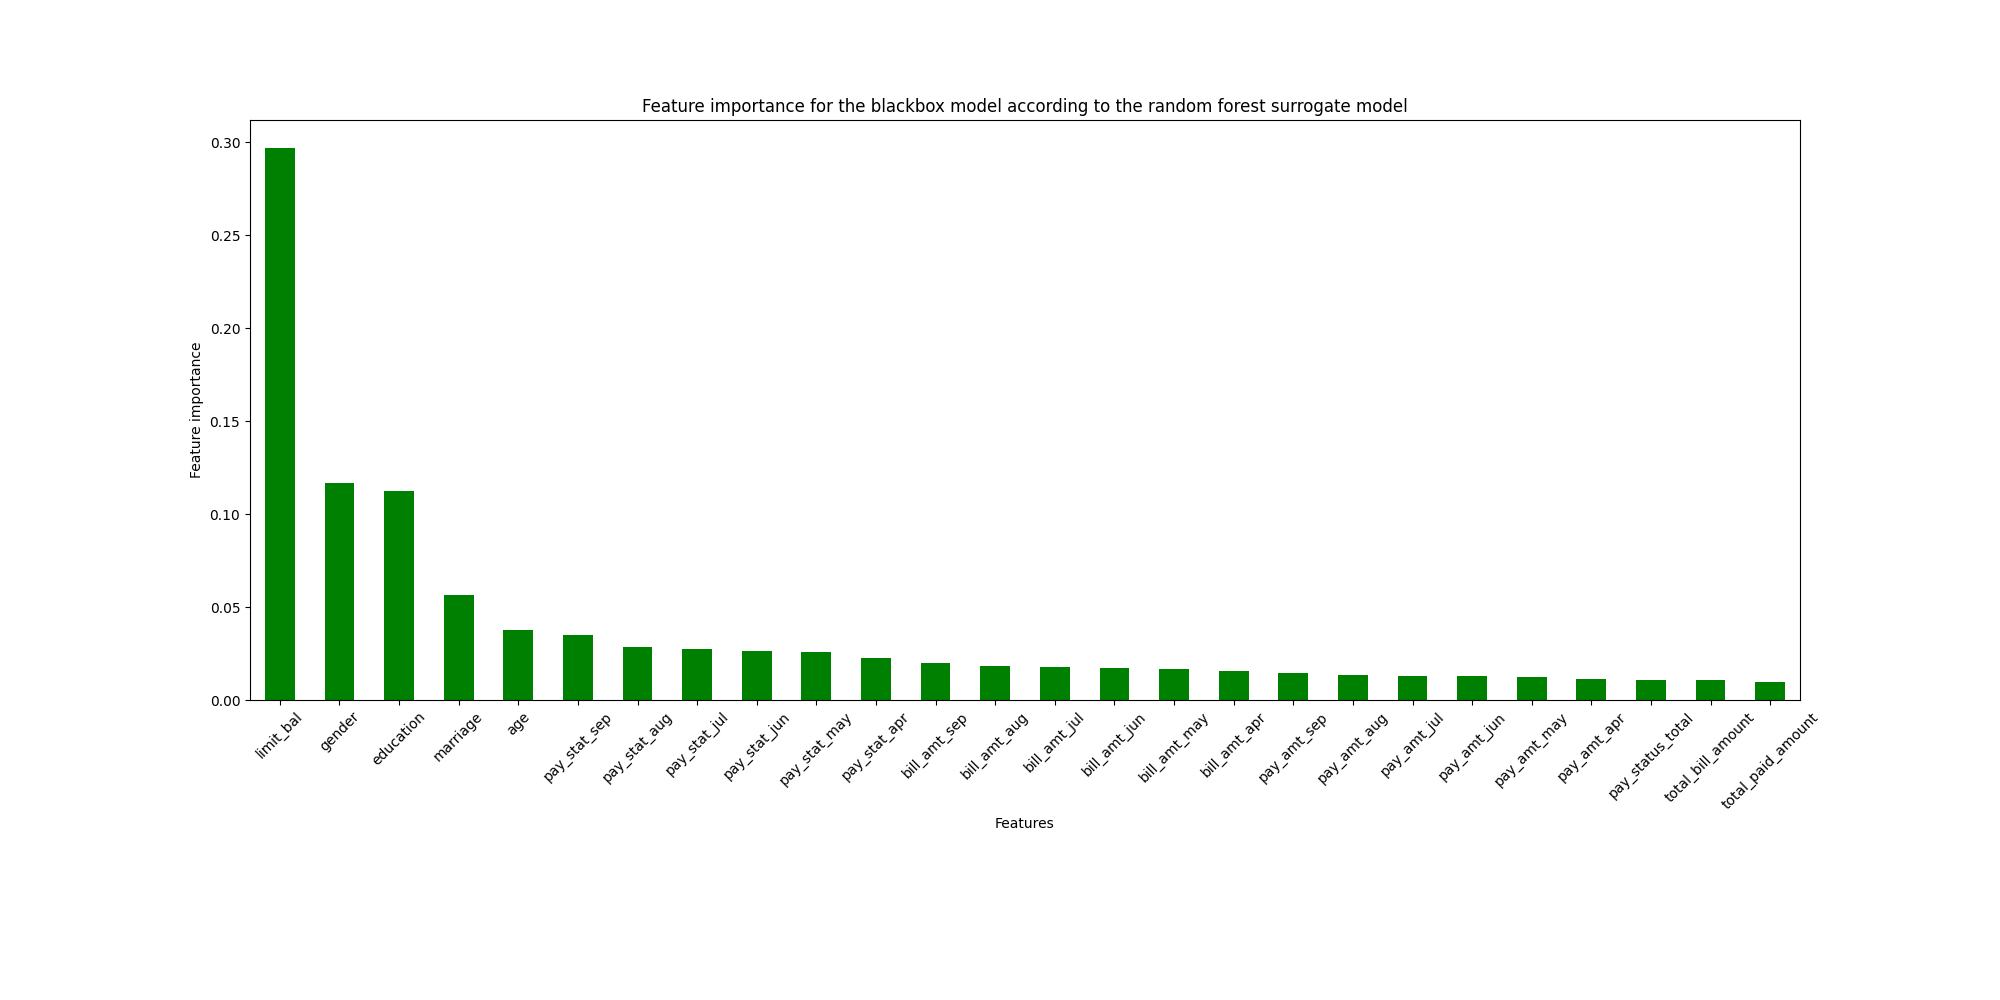 Feature importance for the blackbox model according to the random forest surrogate model
Feature importance
0.30
0.25
0.20
0.15
0.10
0.05
0.00
limit_bal
gender
education
marriage
age
pay_stat_sep
pay_stat_aug
pay_stat_jul
pay_stat_jun
pay_stat_may
pay_stat_apr
bill_amt_sep
bill_amt_aug
bill_amt_jul
bill_amt_jun
bill_amt_may
bill_amt_apr
pay_amt_sep
pay_amt_aug
pay_amt_jul
pay_amt_jun
pay_amt_may
pay_amt_apr
pay_status_total
total_bill_amount
total_paid_amount
Features